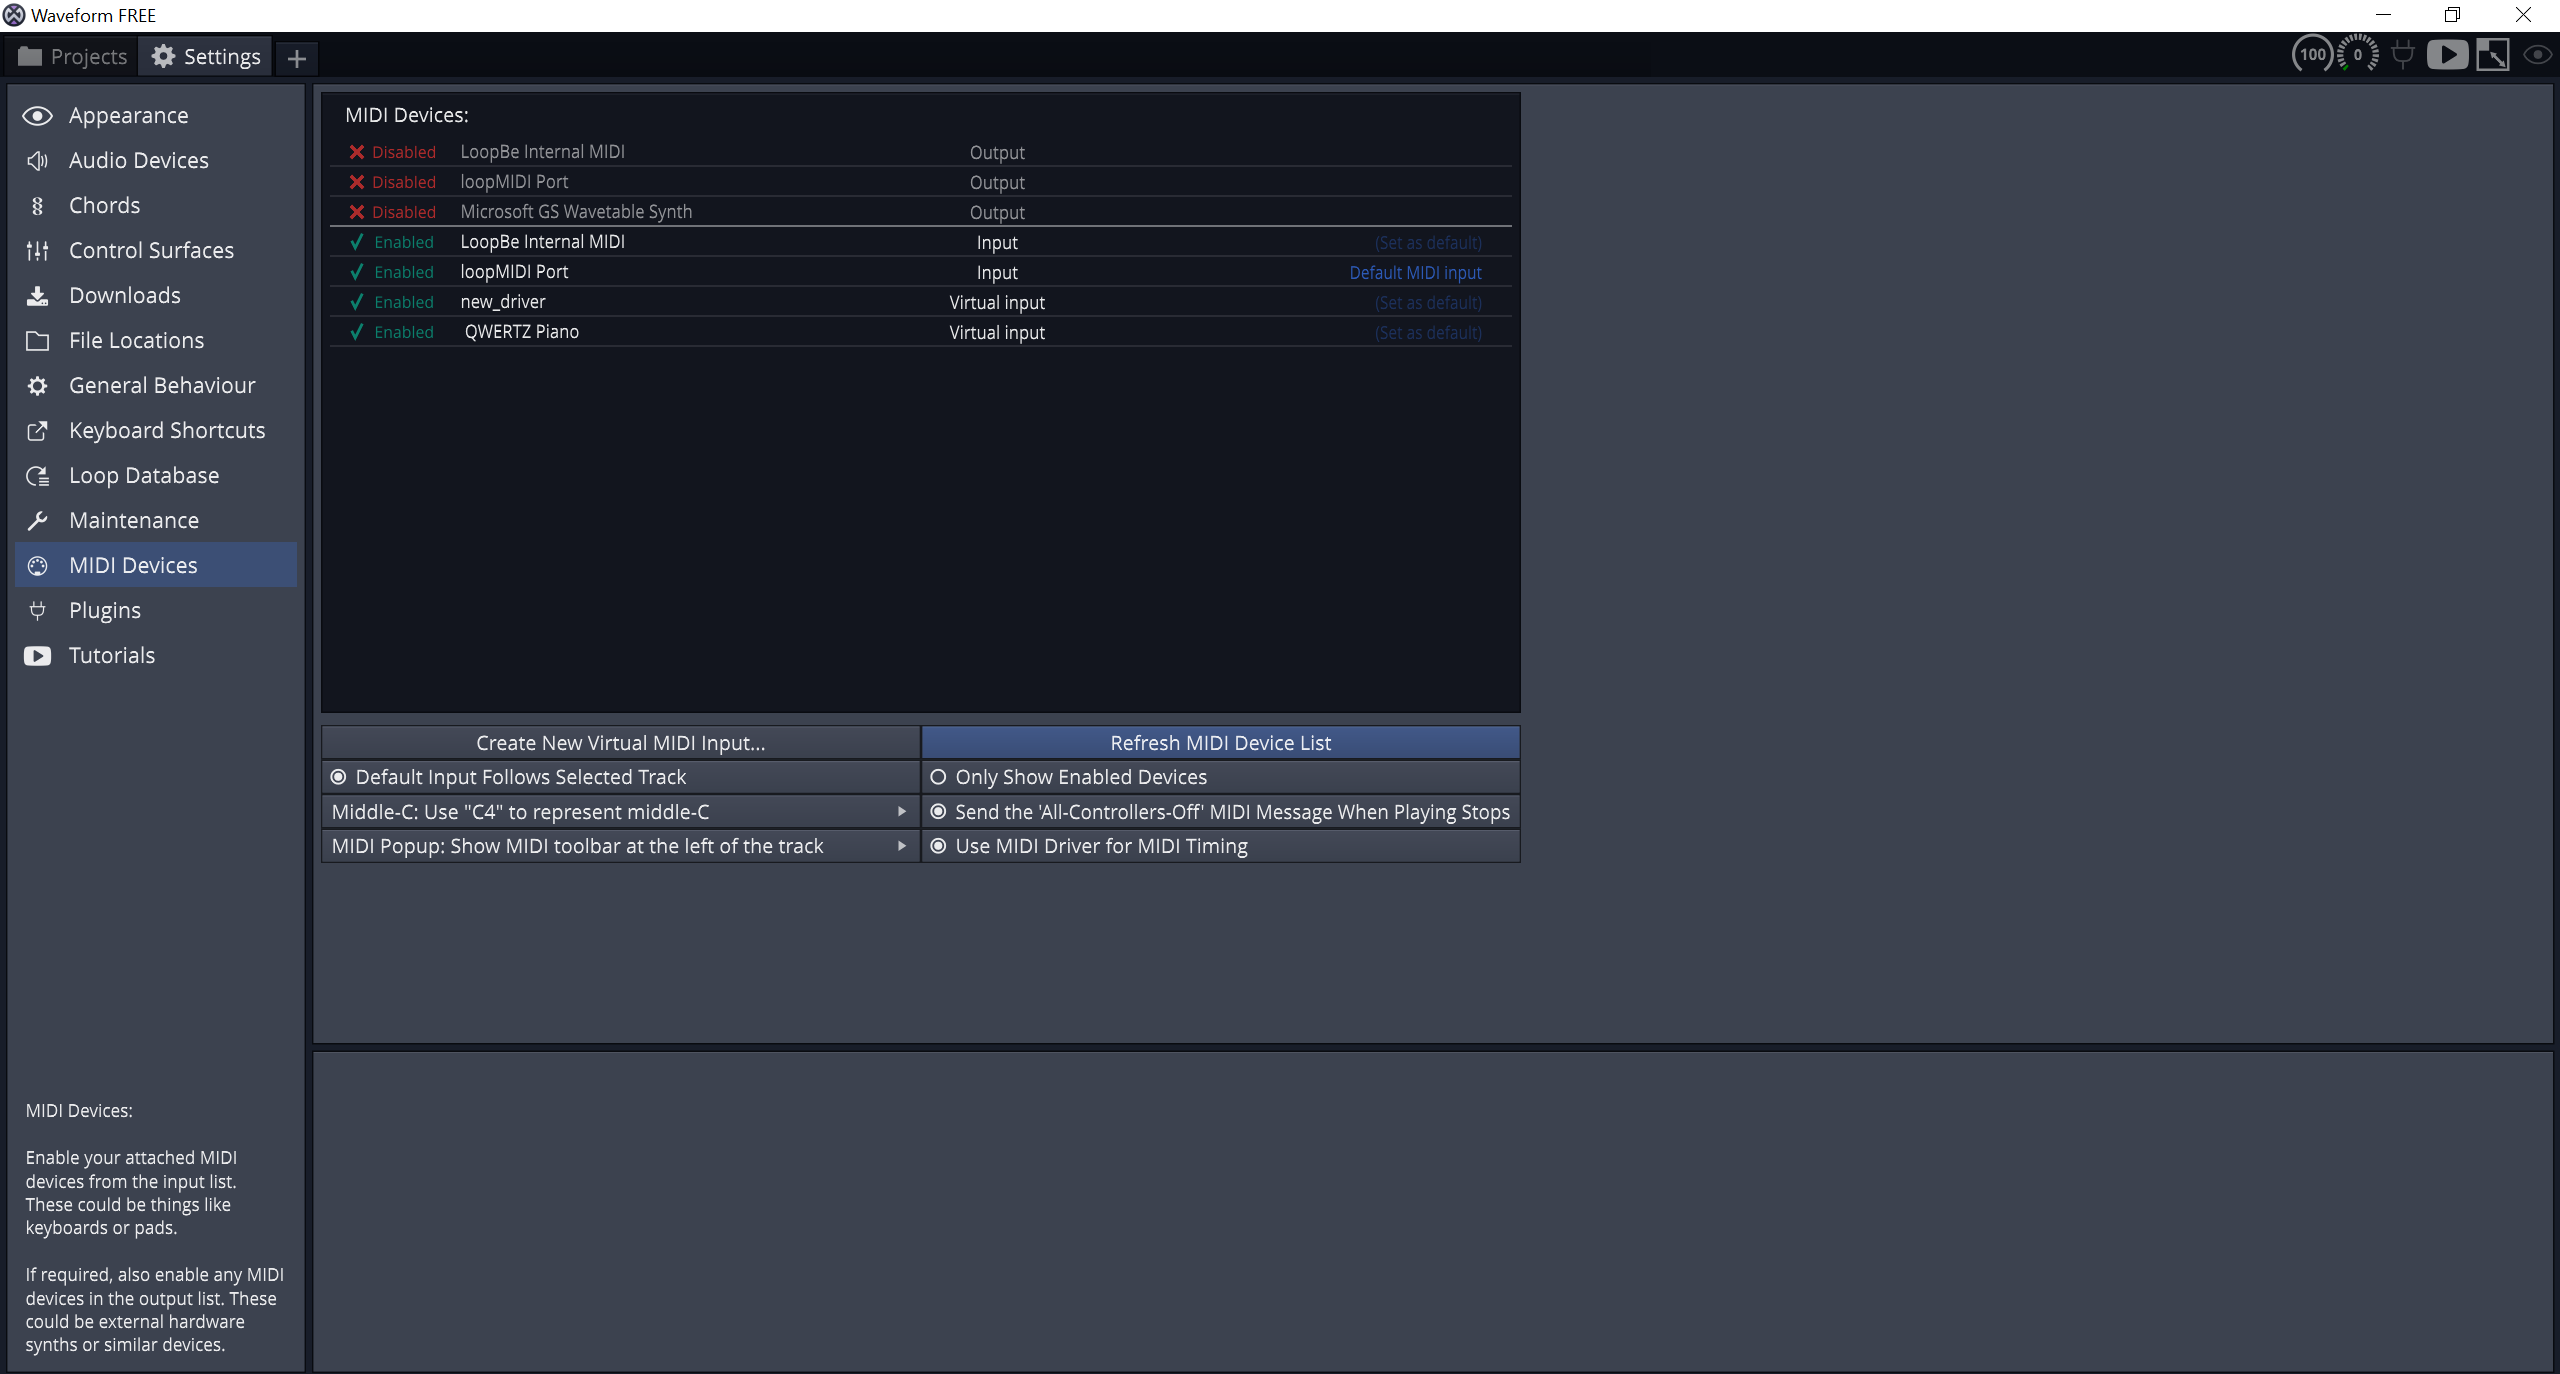 Waveform FREE
Projects
Settings
100
0
Appearance
Audio Devices
Chords
Control Surfaces
Downloads
File Locations
General Behaviour
Keyboard Shortcuts
Loop Database
Maintenance
MIDI Devices
Plugins
Tutorials
MIDI Devices:
Disabled LoopBe Internal MIDI Output
Disabled loopMIDI Port Output
Disabled Microsoft GS Wavetable Synth Output
Enabled LoopBe Internal MIDI Input (Set as default)
Enabled loopMIDI Port Input Default MIDI input
Enabled new_driver Virtual input (Set as default)
Enabled QWERTZ Piano Virtual input (Set as default)
Create New Virtual MIDI Input... Refresh MIDI Device List
Default Input Follows Selected Track Only Show Enabled Devices
Middle-C: Use "C4" to represent middle-C Send the 'All-Controllers-Off' MIDI Message When Playing Stops
MIDI Popup: Show MIDI toolbar at the left of the track Use MIDI Driver for MIDI Timing
MIDI Devices:
Enable your attached MIDI
devices from the input list.
These could be things like
keyboards or pads.
If required, also enable any MIDI
devices in the output list. These
could be external hardware
synths or similar devices.